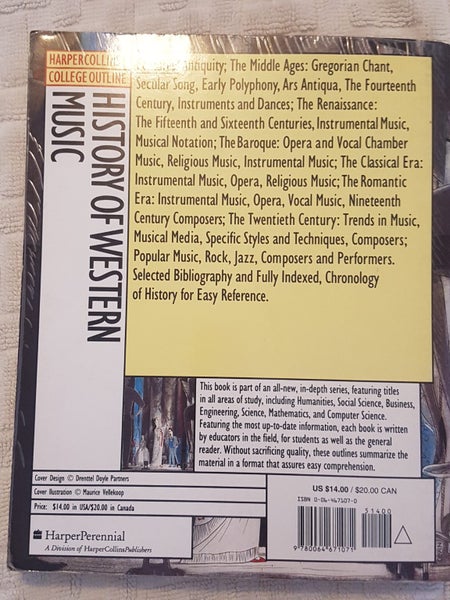 HARPERCOLLINS
COLLEGE OUTLINE
HISTORY OF WESTERN
MUSIC
Antiquity; The Middle Ages: Gregorian Chant,
Secular Song, Early Polyphony, Ars Antiqua, The Fourteenth
Century, Instruments and Dances; The Renaissance:
The Fifteenth and Sixteenth Centuries, Instrumental Music,
Musical Notation; The Baroque: Opera and Vocal Chamber
Music, Religious Music, Instrumental Music; The Classical Era:
Instrumental Music, Opera, Religious Music; The Romantic
Era: Instrumental Music, Opera, Vocal Music, Nineteenth
Century Composers; The Twentieth Century: Trends in Music,
Musical Media, Specific Styles and Techniques, Composers;
Popular Music, Rock, Jazz, Composers and Performers.
Selected Bibliography and Fully Indexed, Chronology
of History for Easy Reference.
This book is part of an all-new, in-depth series, featuring titles
in all areas of study, including Humanities, Social Science, Business,
Engineering, Science, Mathematics, and Computer Science.
Featuring the most up-to-date information, each book is written
by educators in the field, for students as well as the general
reader. Without sacrificing quality, these outlines summarize the
material in a format that assures easy comprehension.
Cover Design © Drenttel Doyle Partners
Cover Illustration © Maurice Vellekoop
Price: $14.00 in USA/$20.00 in Canada
HarperPerennial
A Division of HarperCollinsPublishers
US $14.00 / $20.00 CAN
ISBN 0-06-467107-0
51400
9 780064 671071